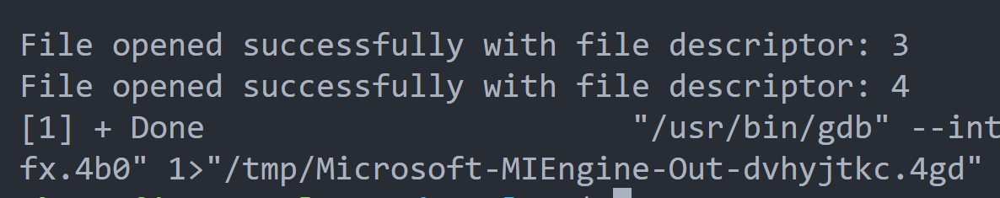 File opened successfully with file descriptor: 3
File opened successfully with file descriptor: 4
[1] + Done                       "/usr/bin/gdb" --int
fx.4b0" 1>"/tmp/Microsoft-MIEngine-Out-dvhyjtkc.4gd"